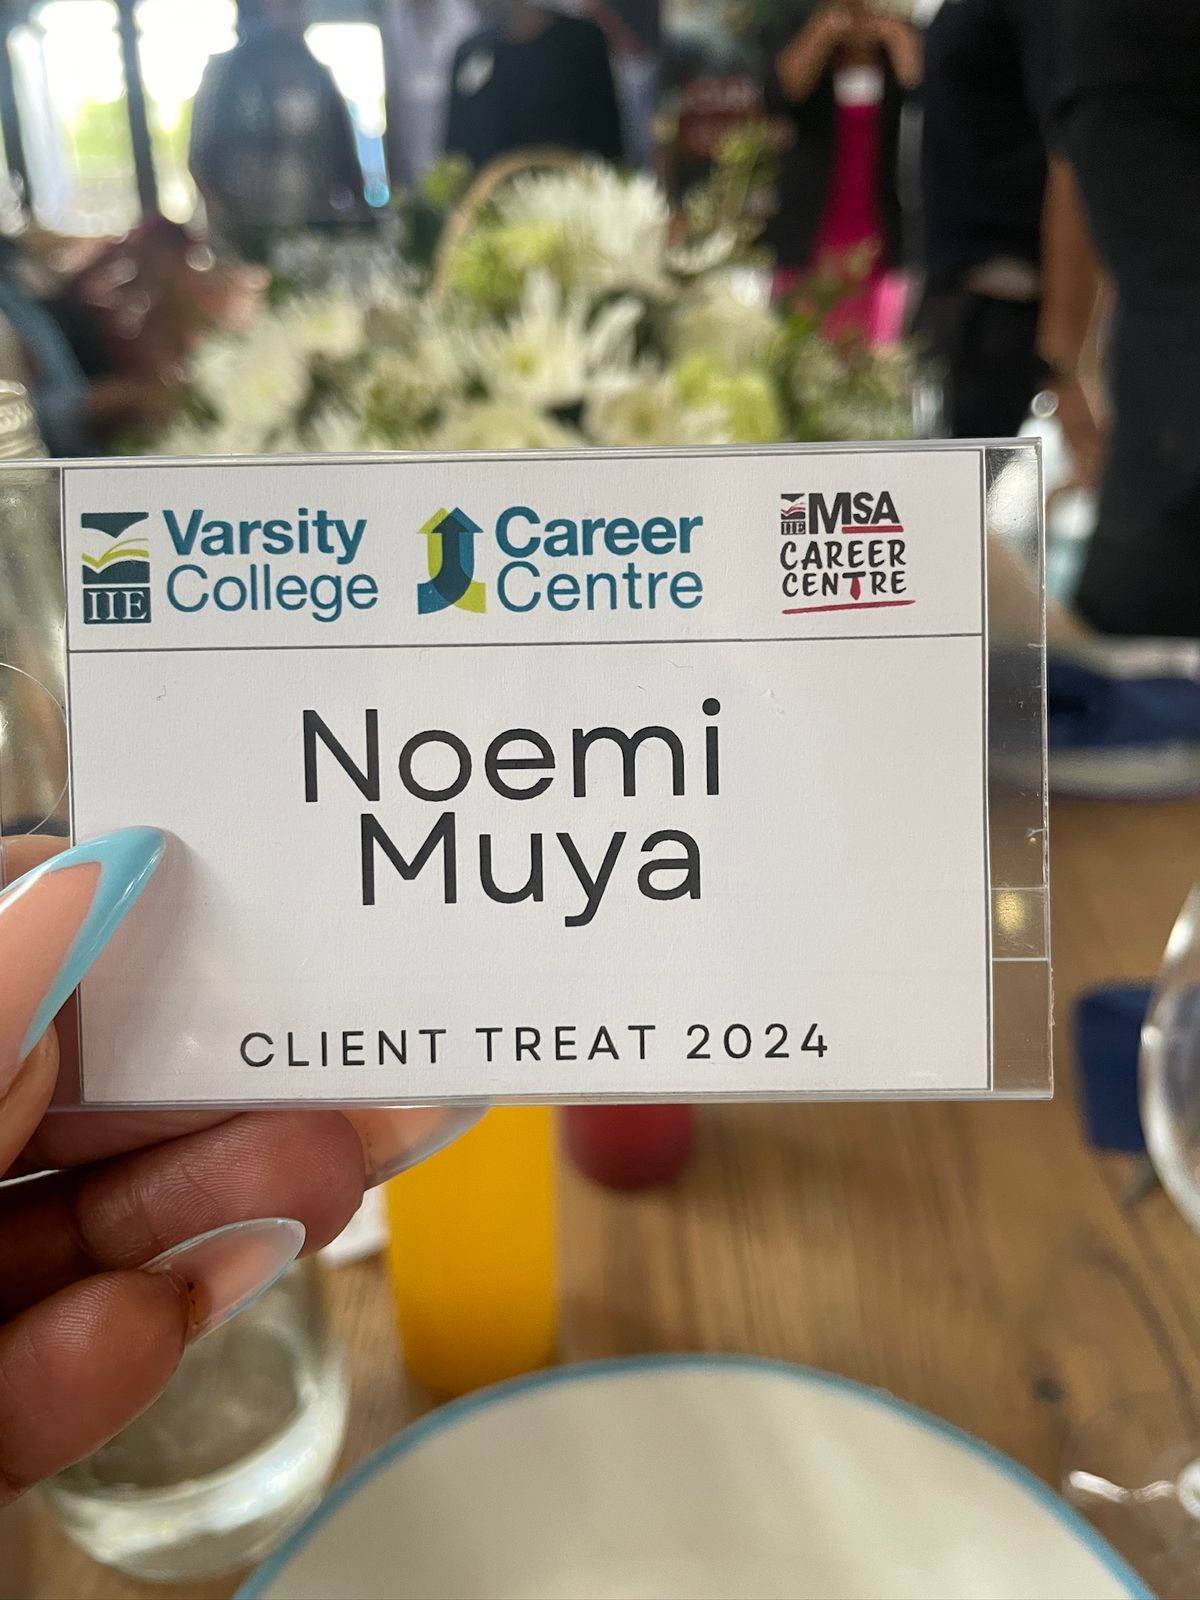 IIE
Varsity
College
Career
Centre
IIE MSA
CAREER
CENTRE
Noemi
Muya
CLIENT TREAT 2024